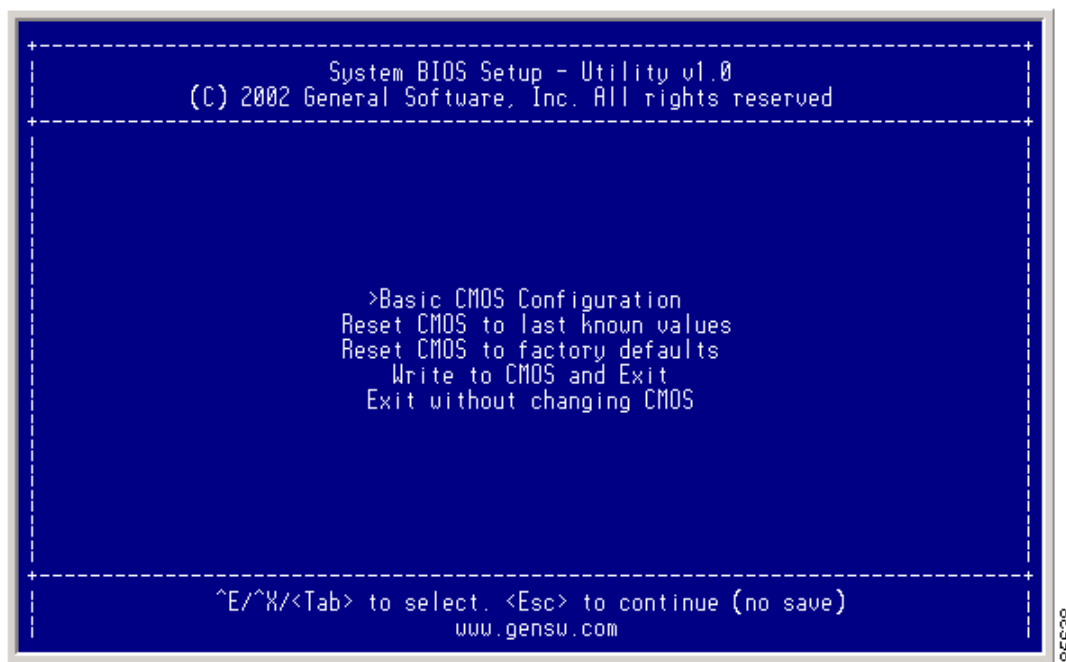 System BIOS Setup - Utility v1.0
(C) 2002 General Software, Inc. All rights reserved
>Basic CMOS Configuration
Reset CMOS to last known values
Reset CMOS to factory defaults
Write to CMOS and Exit
Exit without changing CMOS
^E/^X/<Tab> to select. <Esc> to continue (no save)
www.gensw.com